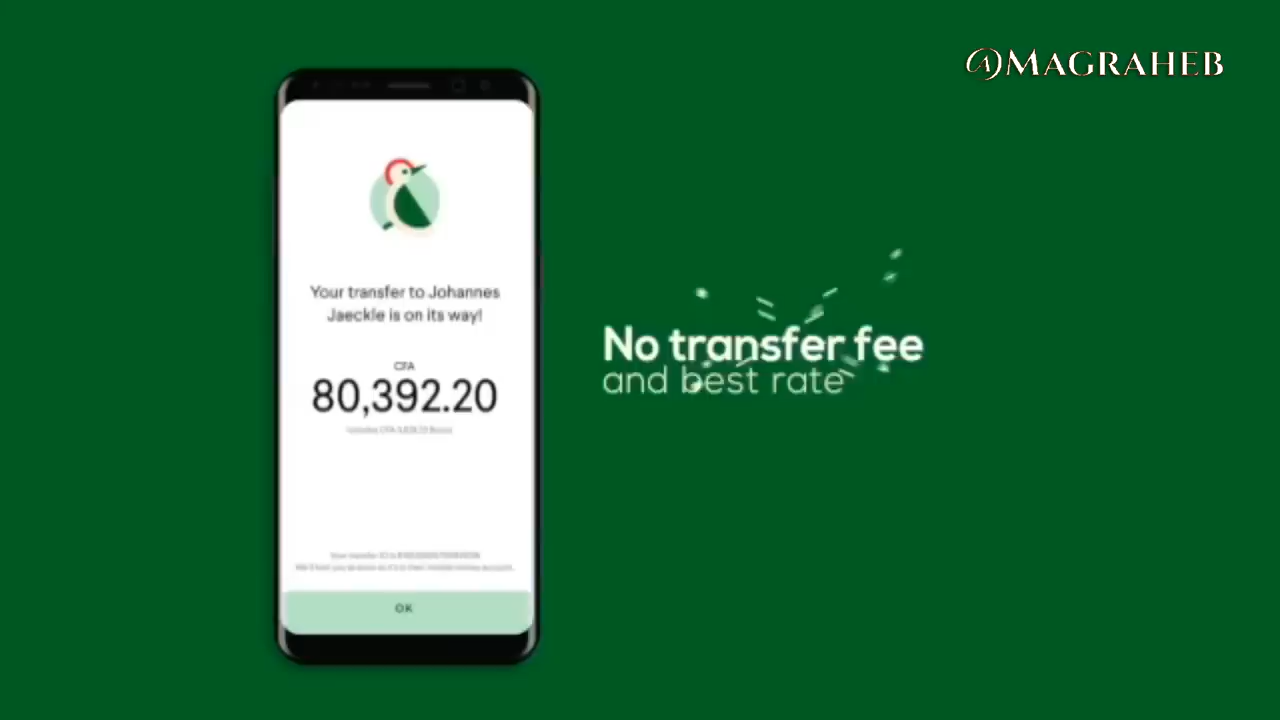 @MAGRAHEB
Your transfer to Johannes
Jaeckle is on its way!
CFA
80,392.20
OK
No transfer fee
and best rate